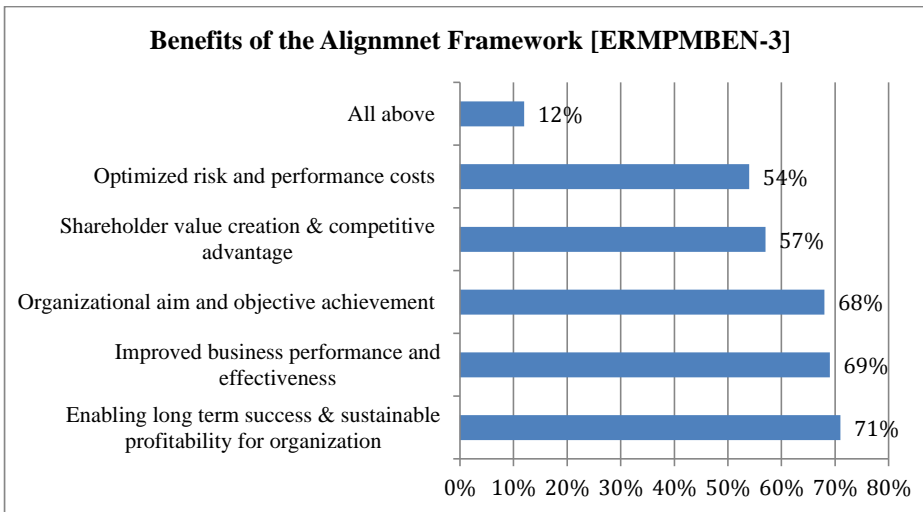 Benefits of the Alignmnet Framework [ERMPMBEN-3]
All above
12%
Optimized risk and performance costs
54%
Shareholder value creation & competitive
advantage
57%
Organizational aim and objective achievement
68%
Improved business performance and
effectiveness
69%
Enabling long term success & sustainable
profitability for organization
71%
0% 10% 20% 30% 40% 50% 60% 70% 80%